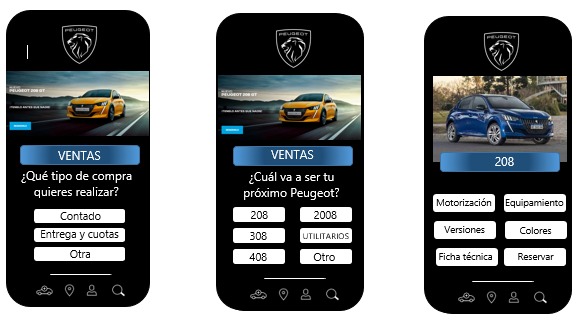 PEUGEOT
PEUGEOT 208 GT
VENTAS
¿Qué tipo de compra
quieres realizar?
Contado
Entrega y cuotas
Otra
PEUGEOT
PEUGEOT 208 GT
VENTAS
¿Cuál va a ser tu
próximo Peugeot?
208
2008
308
UTILITARIOS
408
Otro
PEUGEOT
208
Motorización
Equipamiento
Versiones
Colores
Ficha técnica
Reservar